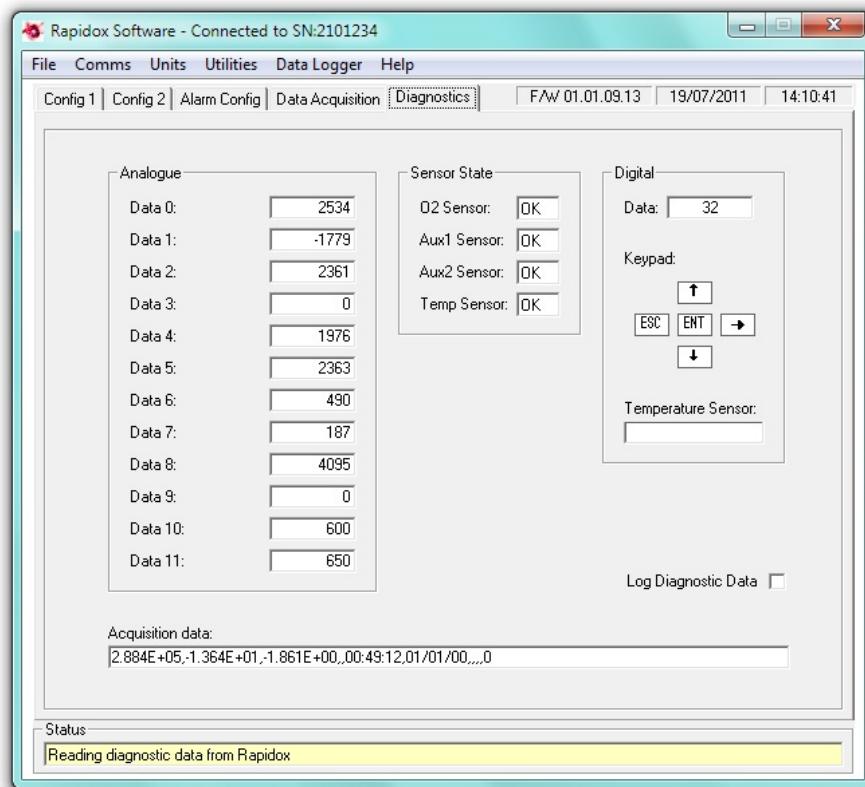 Rapidox Software - Connected to SN:2101234
File Comms Units Utilities Data Logger Help
Config 1 Config 2 Alarm Config Data Acquisition Diagnostics F/W 01.01.09.13 19/07/2011 14:10:41
Analogue
Data 0: 2534
Data 1: -1779
Data 2: 2361
Data 3: 0
Data 4: 1976
Data 5: 2363
Data 6: 490
Data 7: 187
Data 8: 4095
Data 9: 0
Data 10: 600
Data 11: 650
Sensor State
O2 Sensor: OK
Aux1 Sensor: OK
Aux2 Sensor: OK
Temp Sensor: OK
Digital
Data: 32
Keypad:
↑
ESC ENT →
↓
Temperature Sensor:
Log Diagnostic Data
Acquisition data:
2.884E+05,-1.364E+01,-1.861E+00,,00:49:12,01/01/00,,,,0
Status
Reading diagnostic data from Rapidox